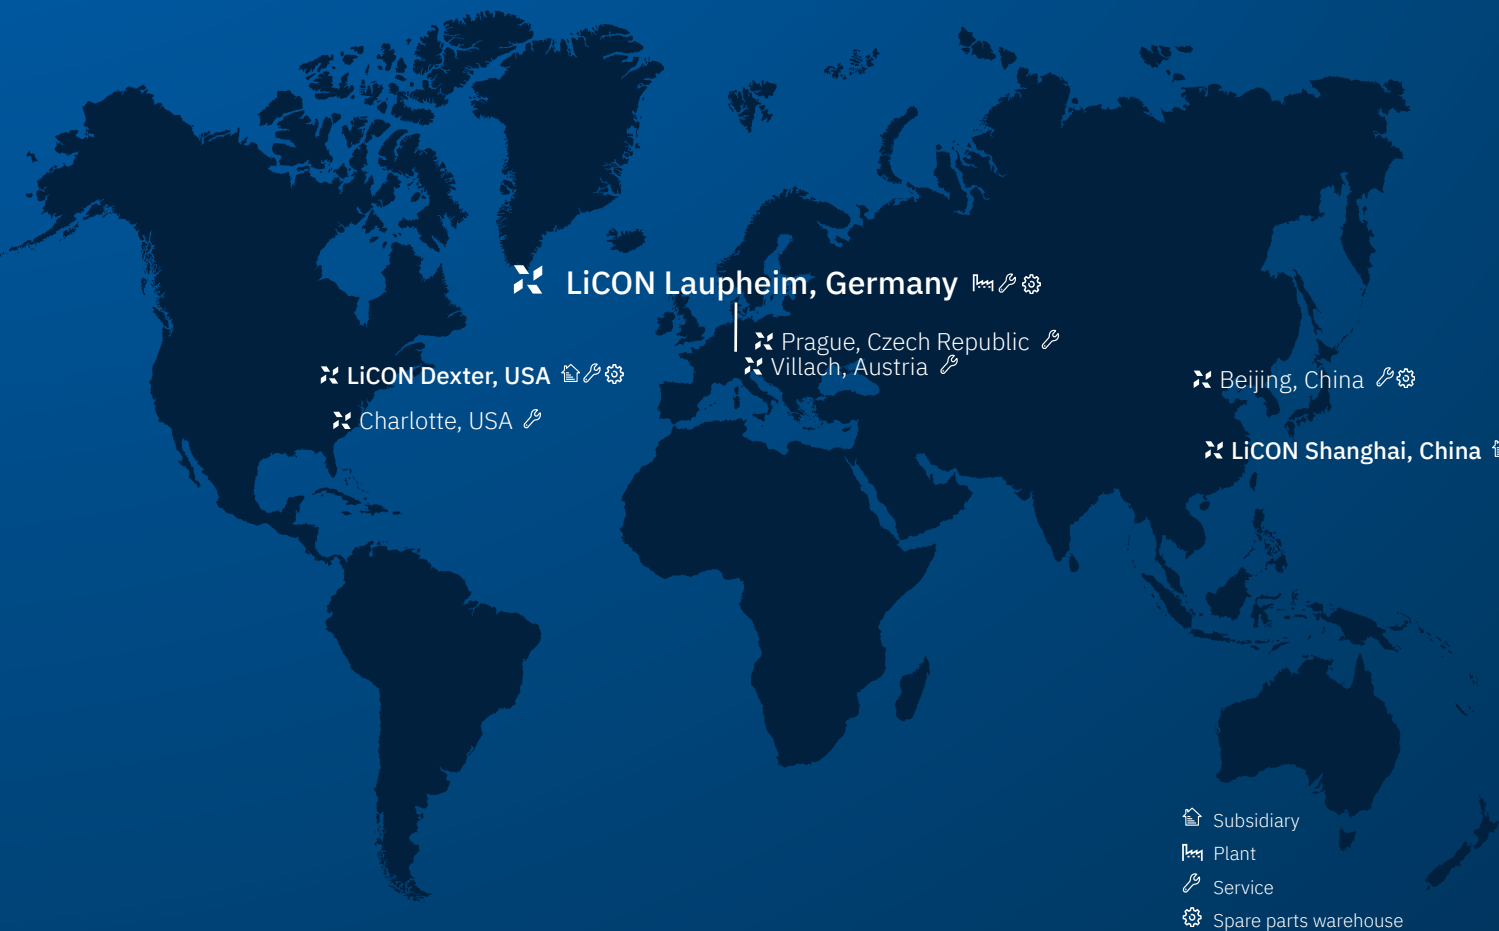 LiCON Laupheim, Germany
Prague, Czech Republic
Villach, Austria
LiCON Dexter, USA
Charlotte, USA
Beijing, China
LiCON Shanghai, China
Subsidiary
Plant
Service
Spare parts warehouse